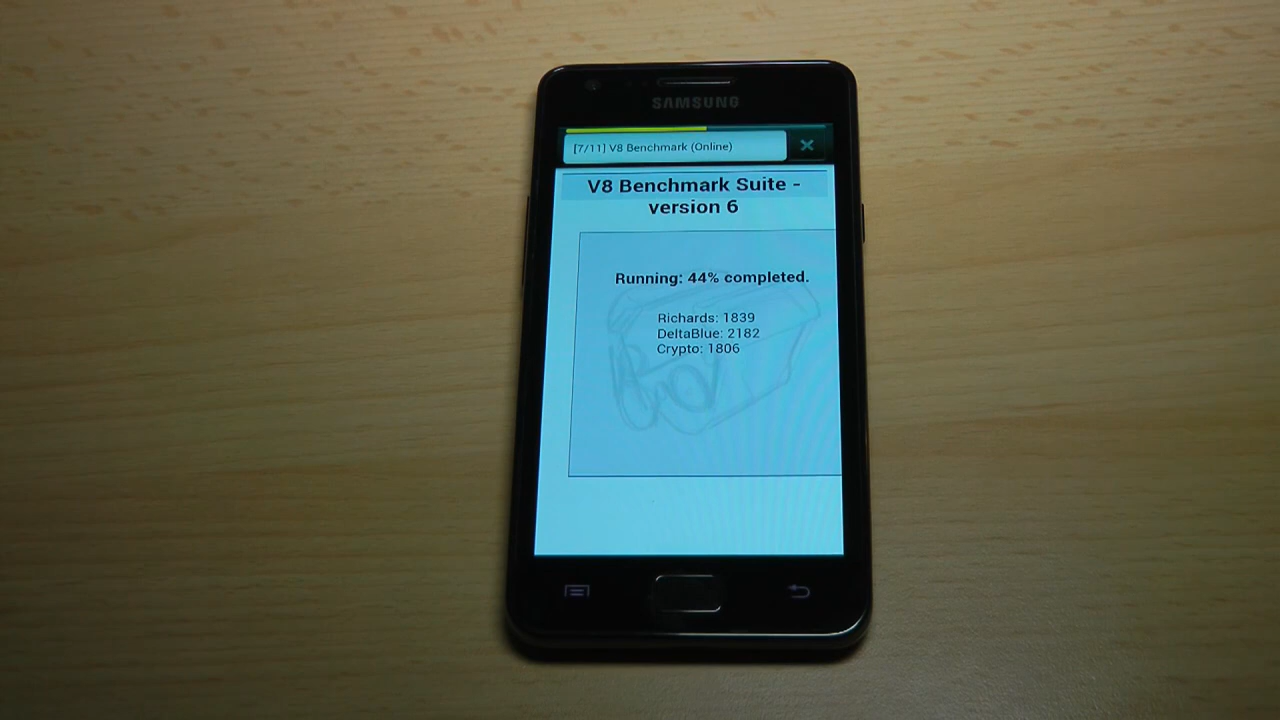 SAMSUNG
[7/11] V8 Benchmark (Online)
V8 Benchmark Suite -
version 6
Running: 44% completed.
Richards: 1839
DeltaBlue: 2182
Crypto: 1806